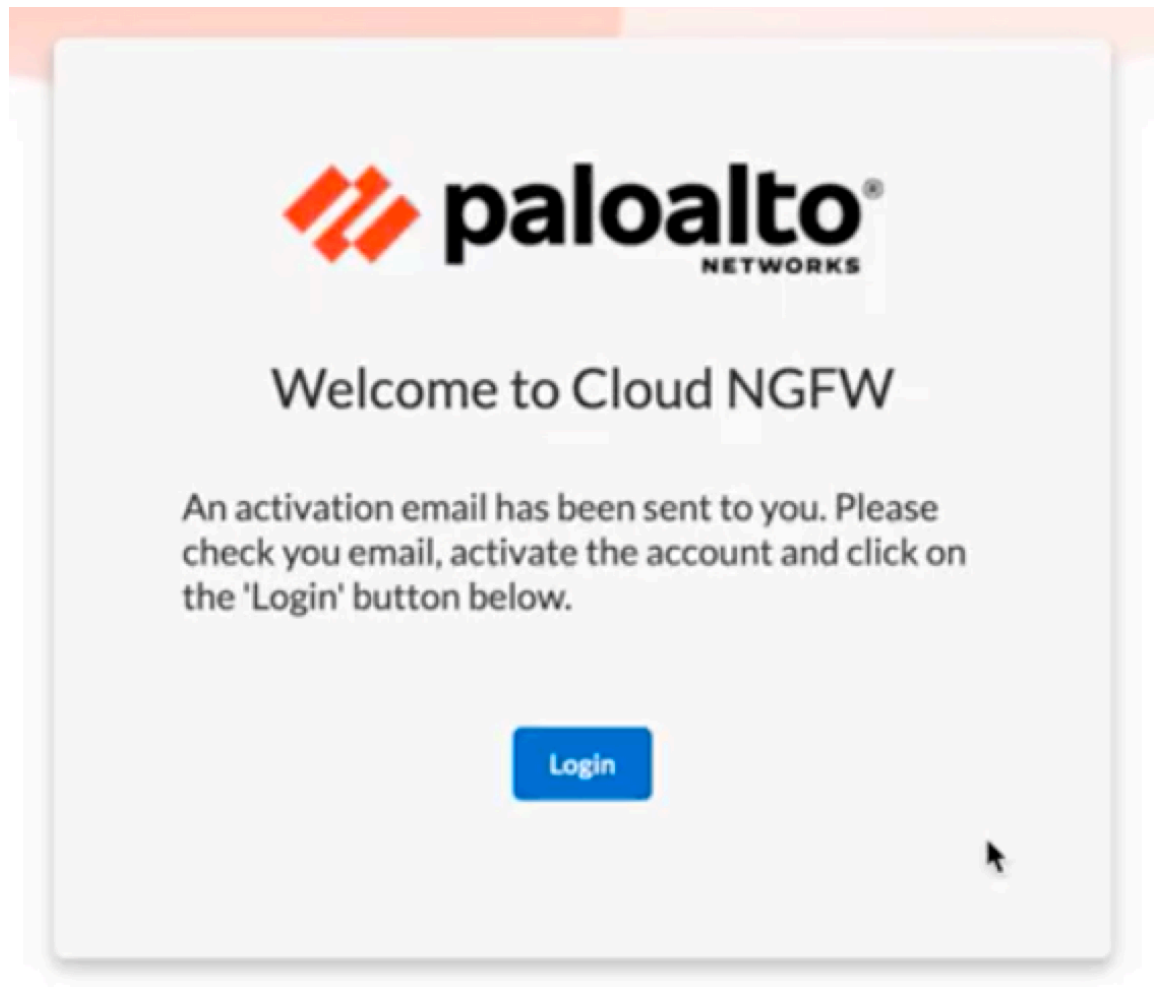 paloalto®
NETWORKS
Welcome to Cloud NGFW
An activation email has been sent to you. Please
check you email, activate the account and click on
the 'Login' button below.
Login